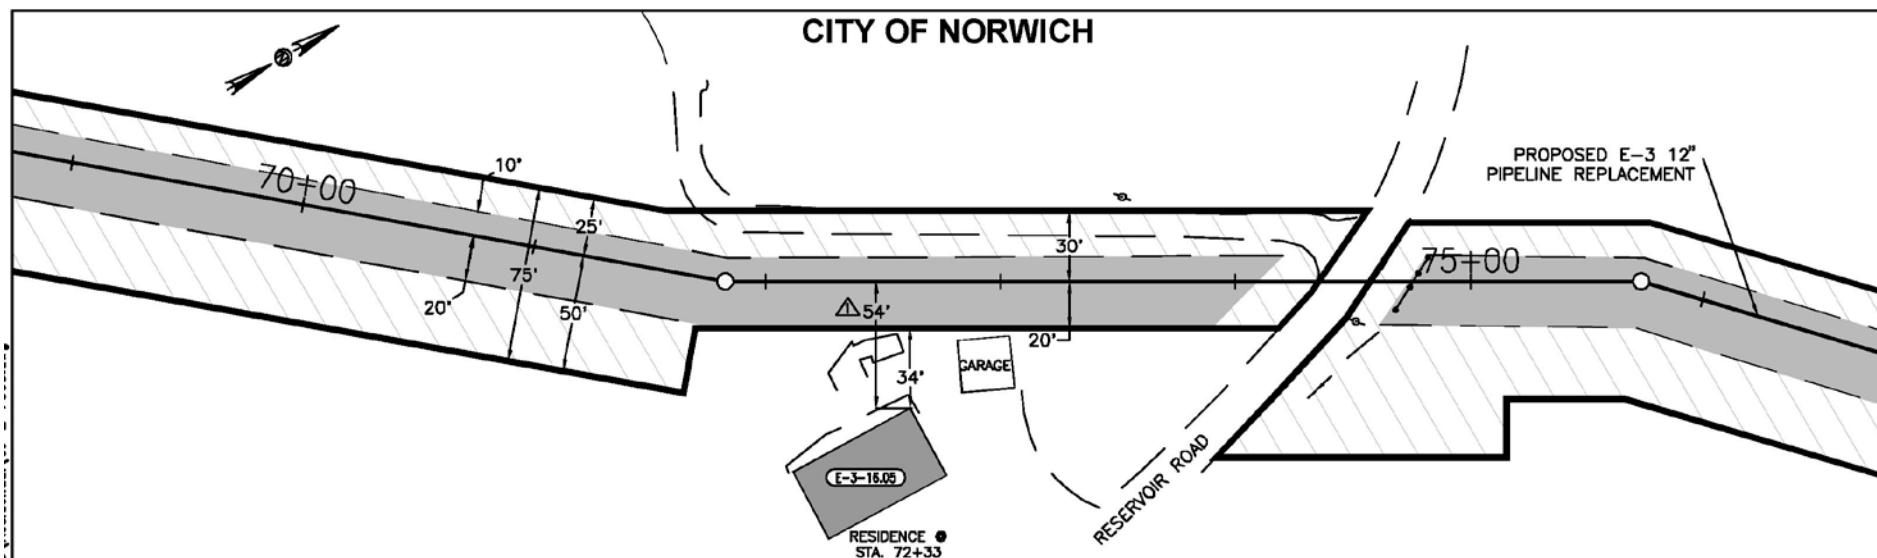 CITY OF NORWICH
N
70+00
10'
25'
75'
50'
20'
30'
54'
1
20'
34'
GARAGE
75+00
PROPOSED E-3 12"
PIPELINE REPLACEMENT
E-3-16.05
RESIDENCE @
STA. 72+33
RESERVOIR ROAD